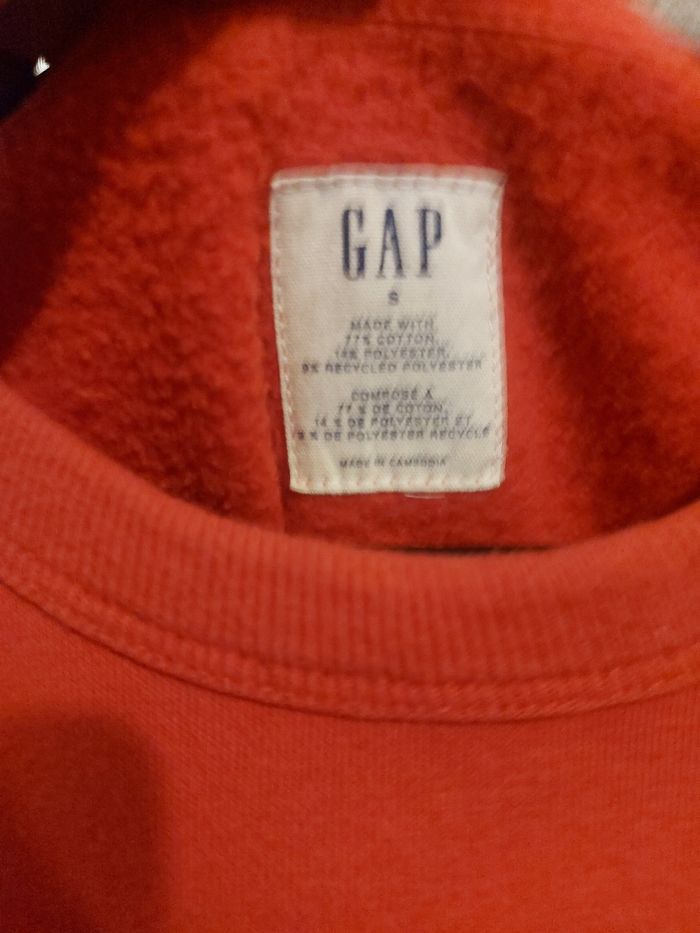 GAP
S
MADE WITH
77% COTTON,
14% POLYESTER,
9% RECYCLED POLYESTER
COMPOSÉ À
77 % DE COTON,
14 % DE POLYESTER ET
9 % DE POLYESTER RECYCLÉ
MADE IN CAMBODIA